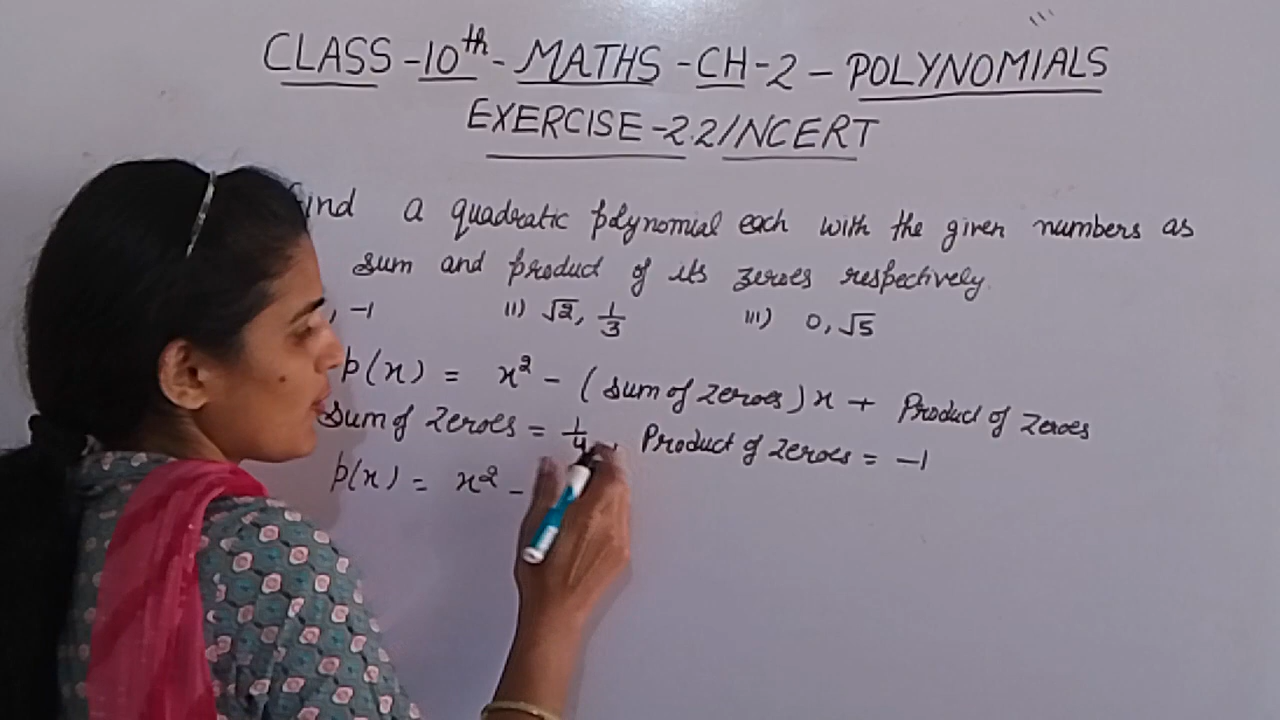 CLASS-10th-MATHS-CH-2-POLYNOMIALS
EXERCISE-2.2/NCERT
find a quadratic polynomial each with the given numbers as
sum and product of its zeroes respectively.
, -1 ii) √2, 1/3 iii) 0, √5
p(x) = x² - (sum of zeroes)x + Product of zeroes
Sum of zeroes = 1/4, Product of zeroes = -1
p(x) = x² -